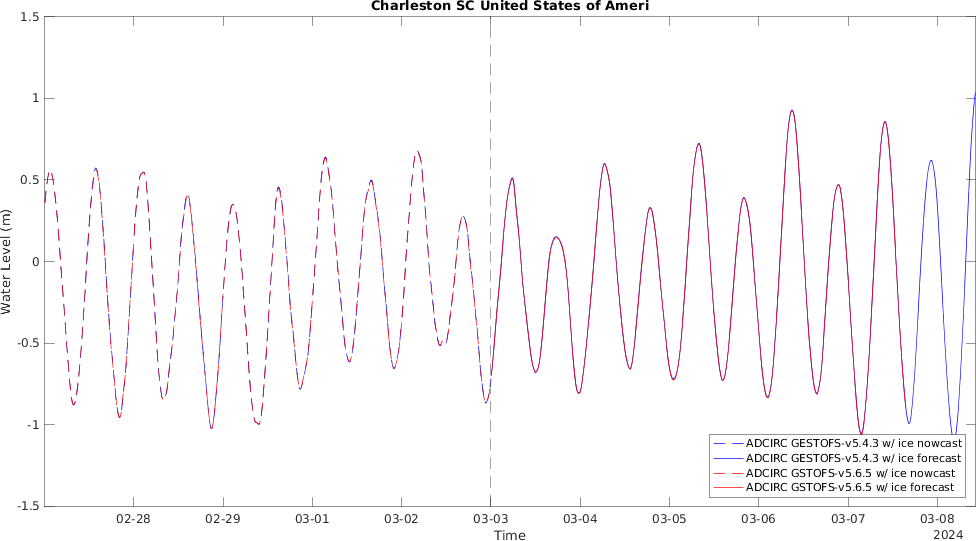 Charleston SC United States of Ameri
1.5
1
0.5
0
-0.5
-1
-1.5
Water Level (m)
02-28 02-29 03-01 03-02 03-03 03-04 03-05 03-06 03-07 03-08
Time
2024
ADCIRC GESTOFS-v5.4.3 w/ ice nowcast
ADCIRC GESTOFS-v5.4.3 w/ ice forecast
ADCIRC GSTOFS-v5.6.5 w/ ice nowcast
ADCIRC GSTOFS-v5.6.5 w/ ice forecast